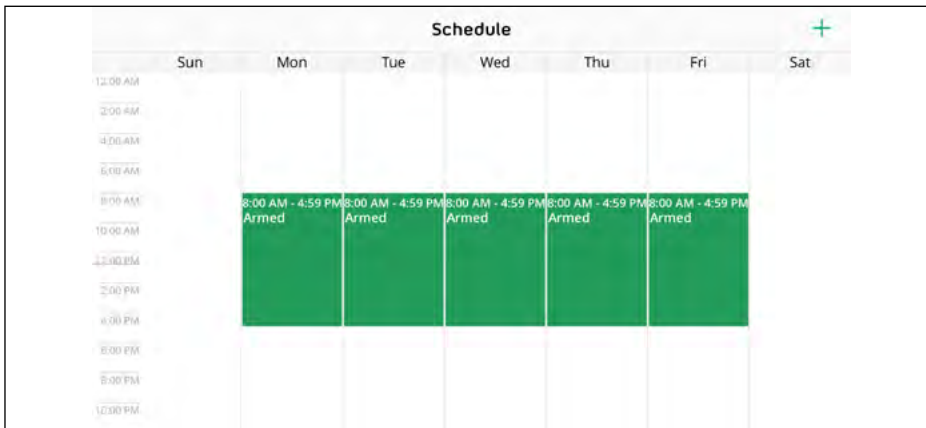 Schedule
+
Sun Mon Tue Wed Thu Fri Sat
12:00 AM
2:00 AM
4:00 AM
6:00 AM
8:00 AM
8:00 AM - 4:59 PM 8:00 AM - 4:59 PM 8:00 AM - 4:59 PM 8:00 AM - 4:59 PM 8:00 AM - 4:59 PM
Armed Armed Armed Armed Armed
10:00 AM
12:00 PM
2:00 PM
4:00 PM
6:00 PM
8:00 PM
10:00 PM